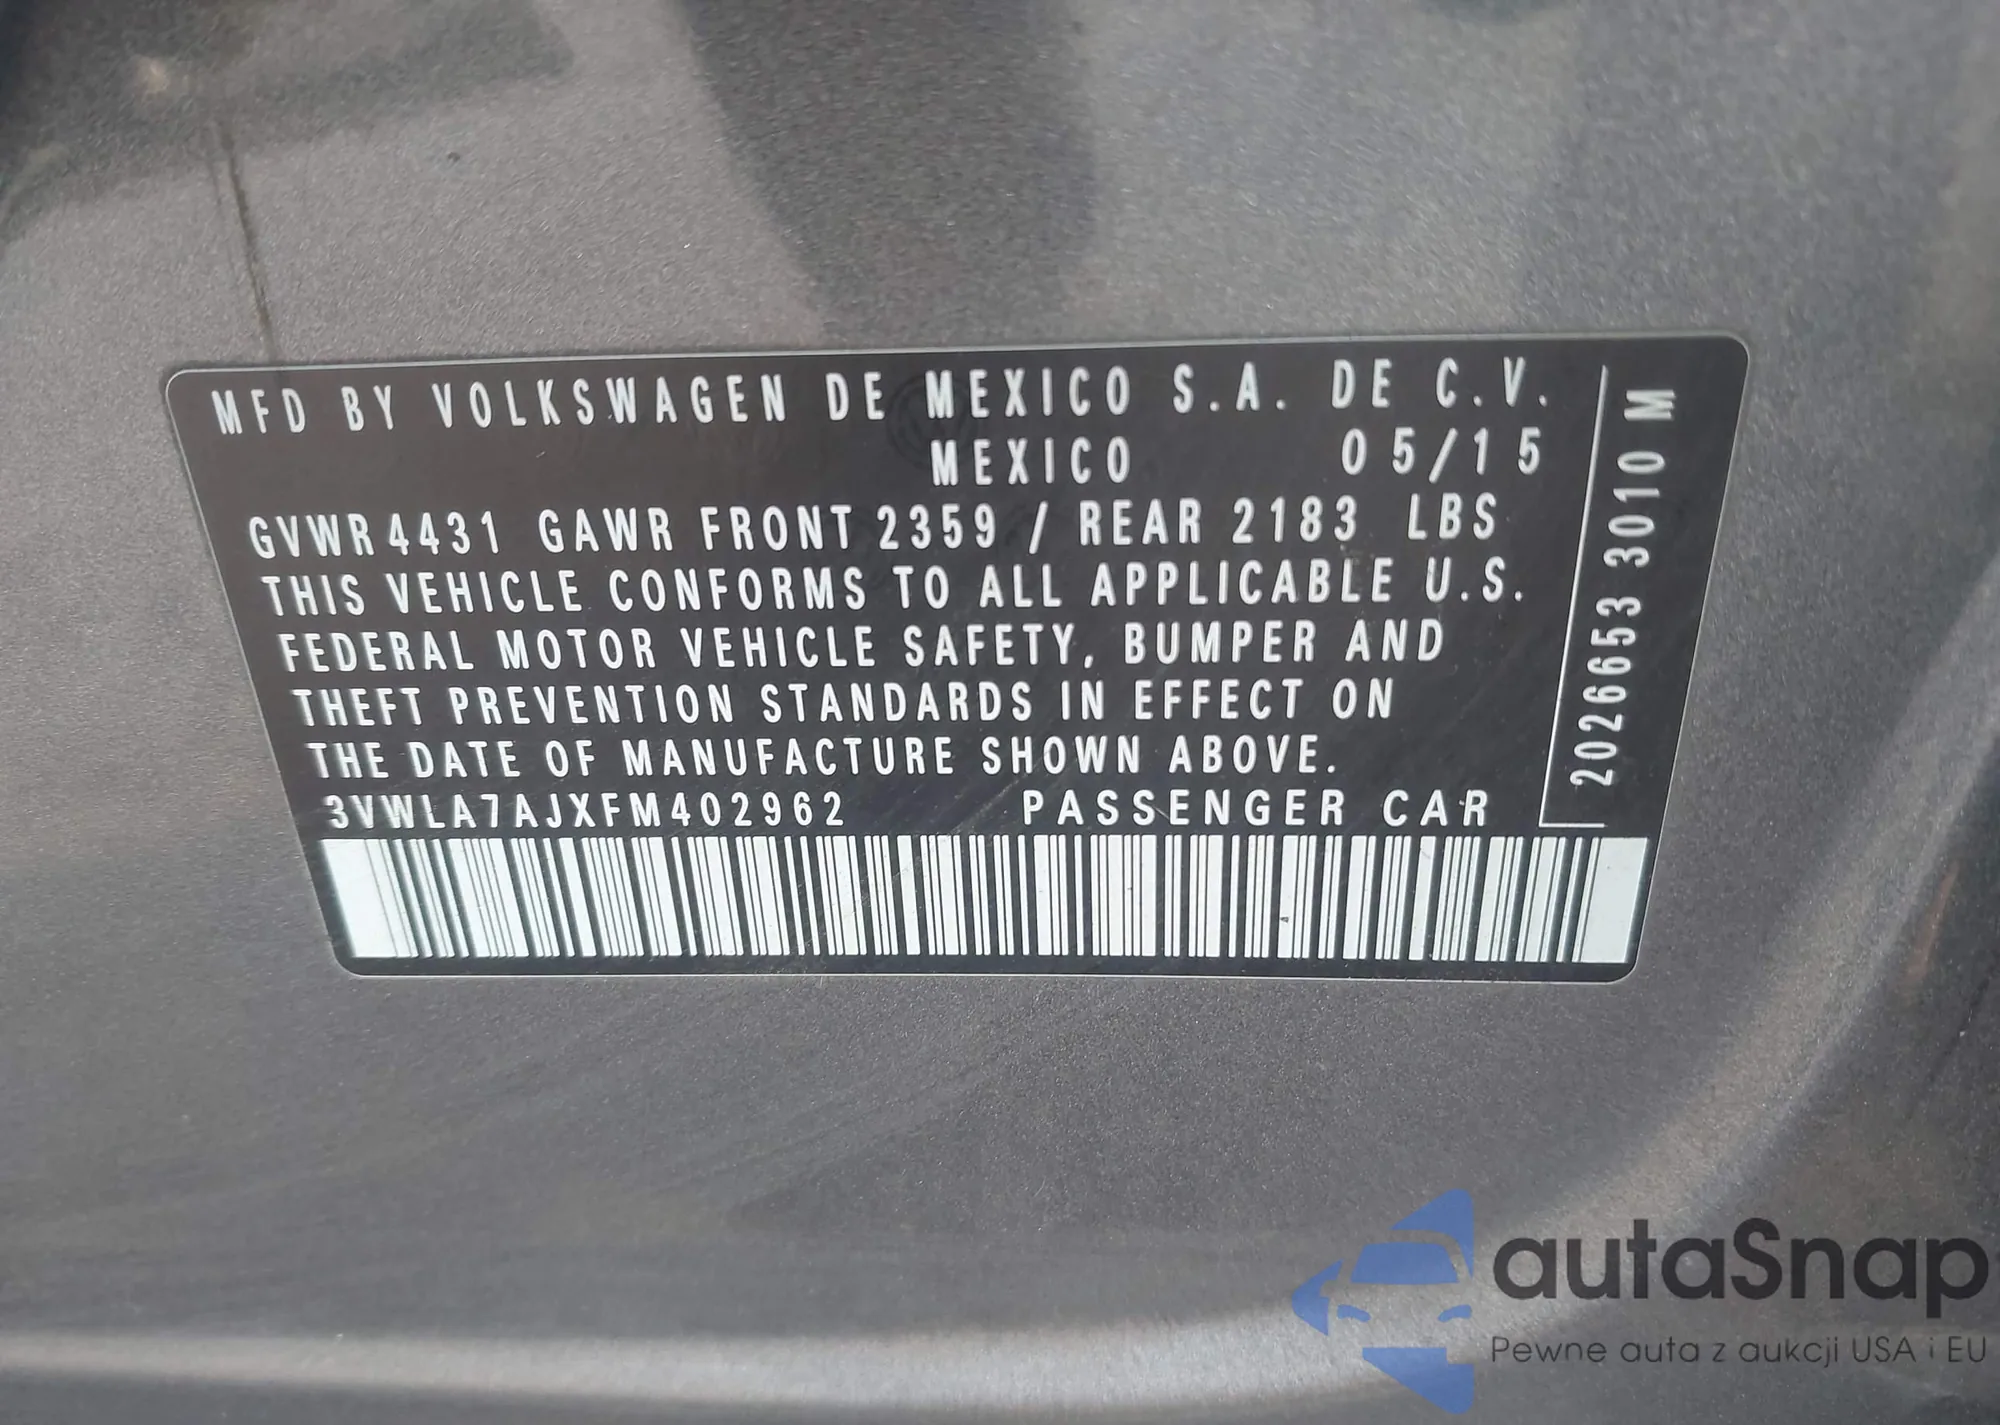 MFD BY VOLKSWAGEN DE MEXICO S.A. DE C.V.
MEXICO 05/15
GVWR 4431 GAWR FRONT 2359 / REAR 2183 LBS
THIS VEHICLE CONFORMS TO ALL APPLICABLE U.S.
FEDERAL MOTOR VEHICLE SAFETY, BUMPER AND
THEFT PREVENTION STANDARDS IN EFFECT ON
THE DATE OF MANUFACTURE SHOWN ABOVE.
3VWLA7AJXFM402962 PASSENGER CAR
2026653 3010 M
autaSnap
Pewne auta z aukcji USA i EU